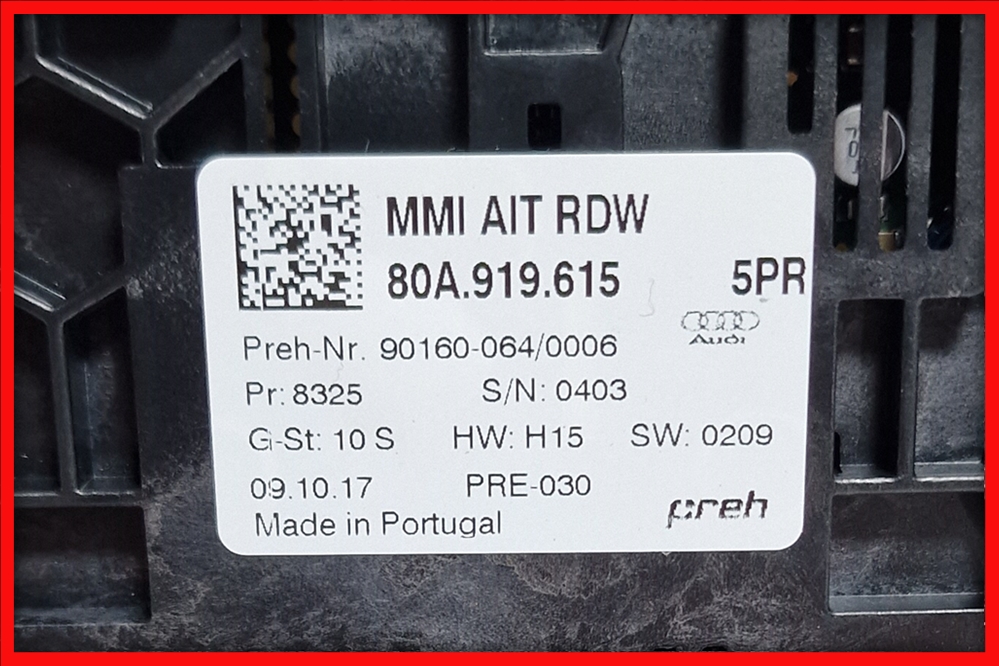 MMI AIT RDW
80A.919.615 5PR
Audi
Preh-Nr. 90160-064/0006
Pr: 8325 S/N: 0403
G-St: 10 S HW: H15 SW: 0209
09.10.17 PRE-030
preh
Made in Portugal